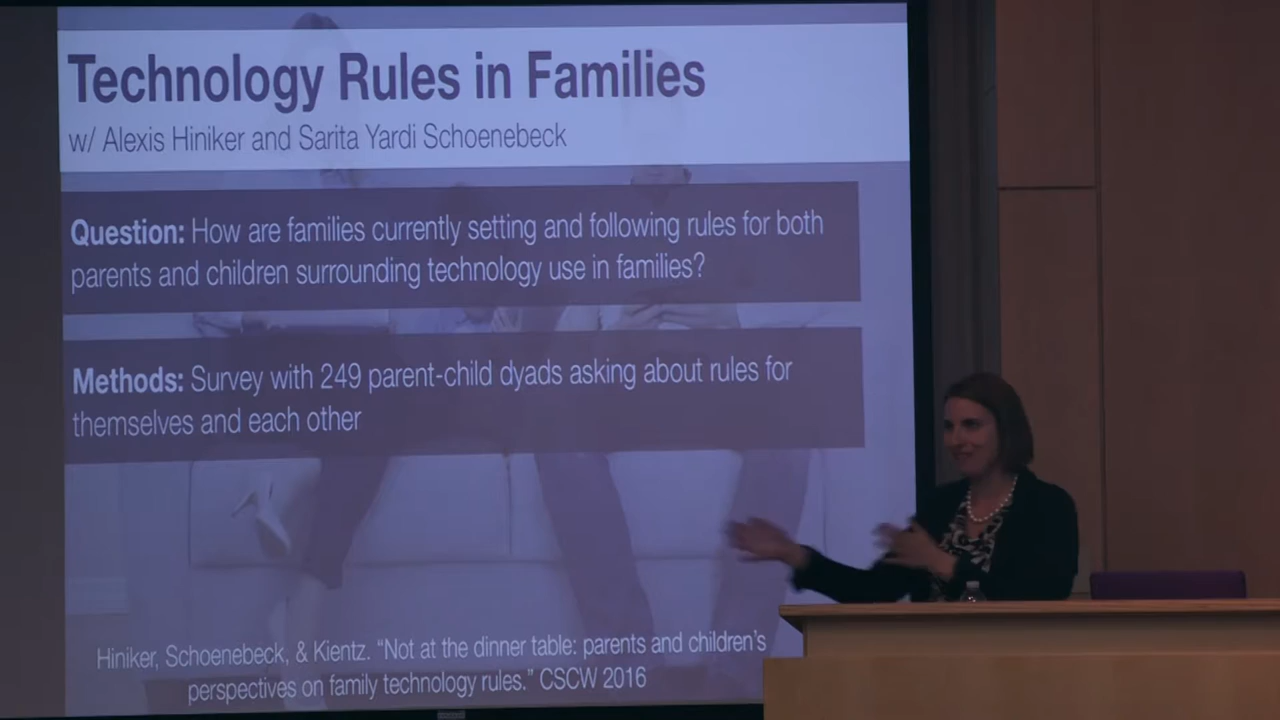 Technology Rules in Families
w/ Alexis Hiniker and Sarita Yardi Schoenebeck
Question: How are families currently setting and following rules for both
parents and children surrounding technology use in families?
Methods: Survey with 249 parent-child dyads asking about rules for
themselves and each other
Hiniker, Schoenebeck, & Kientz. “Not at the dinner table: parents and children’s
perspectives on family technology rules.” CSCW 2016